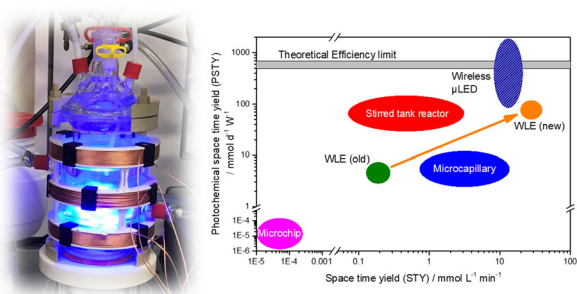 Photochemical space time yield (PSTY)
/ mmol d⁻¹ W⁻¹
1000
100
10
1
1E-4
1E-5
1E-6
Theoretical Efficiency limit
Wireless
µLED
Stirred tank reactor
WLE (new)
WLE (old)
Microcapillary
Microchip
1E-5
1E-4
0.001
0.1
1
10
100
Space time yield (STY) / mmol L⁻¹ min⁻¹